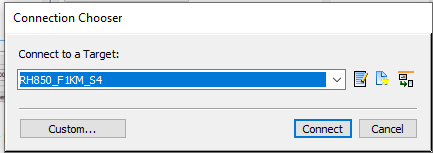 Connection Chooser
Connect to a Target:
RH850_F1KM_S4
Custom... Connect Cancel